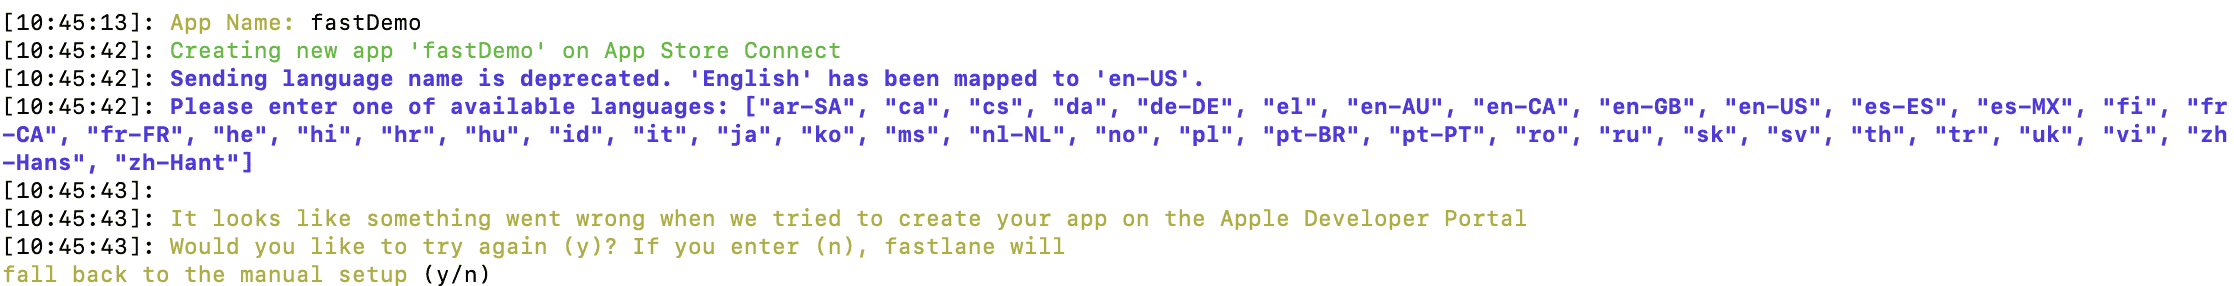 [10:45:13]: App Name: fastDemo
[10:45:42]: Creating new app 'fastDemo' on App Store Connect
[10:45:42]: Sending language name is deprecated. 'English' has been mapped to 'en-US'.
[10:45:42]: Please enter one of available languages: ["ar-SA", "ca", "cs", "da", "de-DE", "el", "en-AU", "en-CA", "en-GB", "en-US", "es-ES", "es-MX", "fi", "fr
-CA", "fr-FR", "he", "hi", "hr", "hu", "id", "it", "ja", "ko", "ms", "nl-NL", "no", "pl", "pt-BR", "pt-PT", "ro", "ru", "sk", "sv", "th", "tr", "uk", "vi", "zh
-Hans", "zh-Hant"]
[10:45:43]:
[10:45:43]: It looks like something went wrong when we tried to create your app on the Apple Developer Portal
[10:45:43]: Would you like to try again (y)? If you enter (n), fastlane will
fall back to the manual setup (y/n)